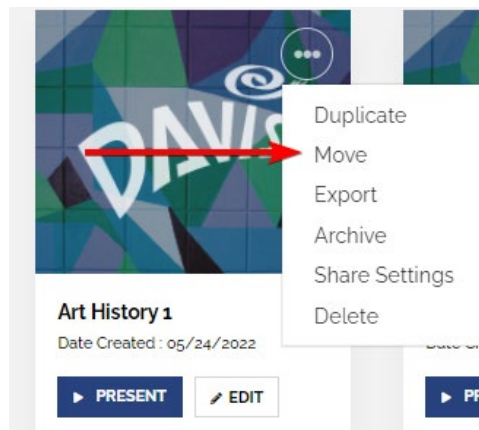 DAVIS
Duplicate
Move
Export
Archive
Share Settings
Delete
Art History 1
Date Created : 05/24/2022
PRESENT
EDIT